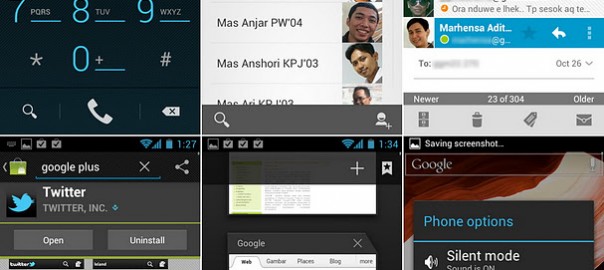 7 PQRS 8 TUV 9 WXYZ
* 0 + #
Mas Anjar PW'04
Mas Anshori KPJ'03
Mas Ari KPJ'03
Ora nduwe e lhek.. Tp sesok aq te
Marhensa Adit...
To:
Oct 26
Newer 23 of 304 Older
1:27
google plus
Twitter
TWITTER, INC.
Open Uninstall
1:34
Google
Web Gambar Places Blog more
Saving screenshot...
Google
Phone options
Silent mode
Sound is ON